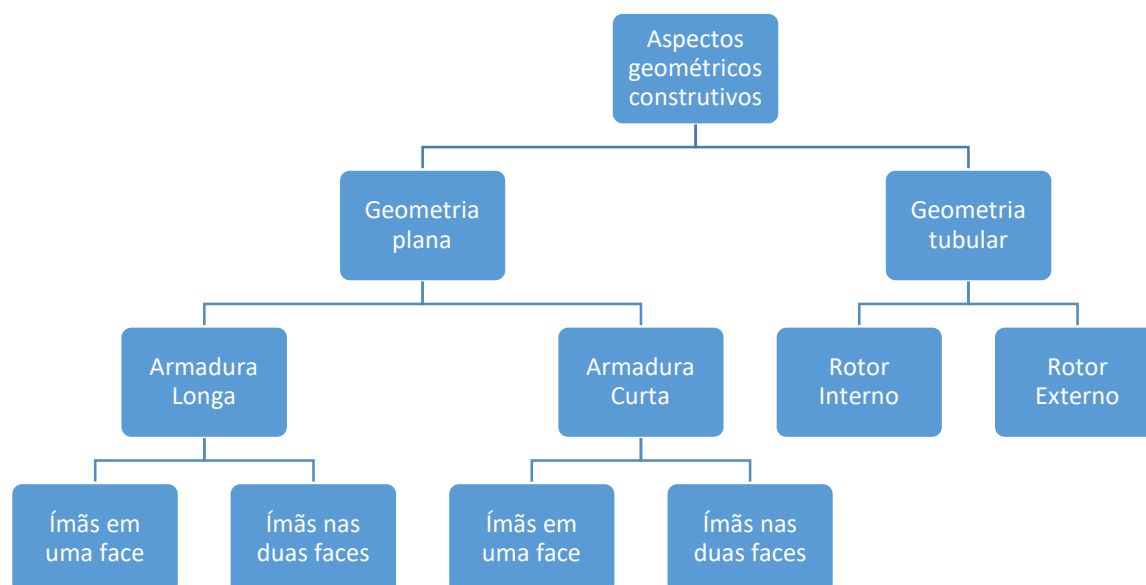 Aspectos
geométricos
construtivos
Geometria
plana
Geometria
tubular
Armadura
Longa
Armadura
Curta
Rotor
Interno
Rotor
Externo
Ímãs em
uma face
Ímãs nas
duas faces
Ímãs em
uma face
Ímãs nas
duas faces